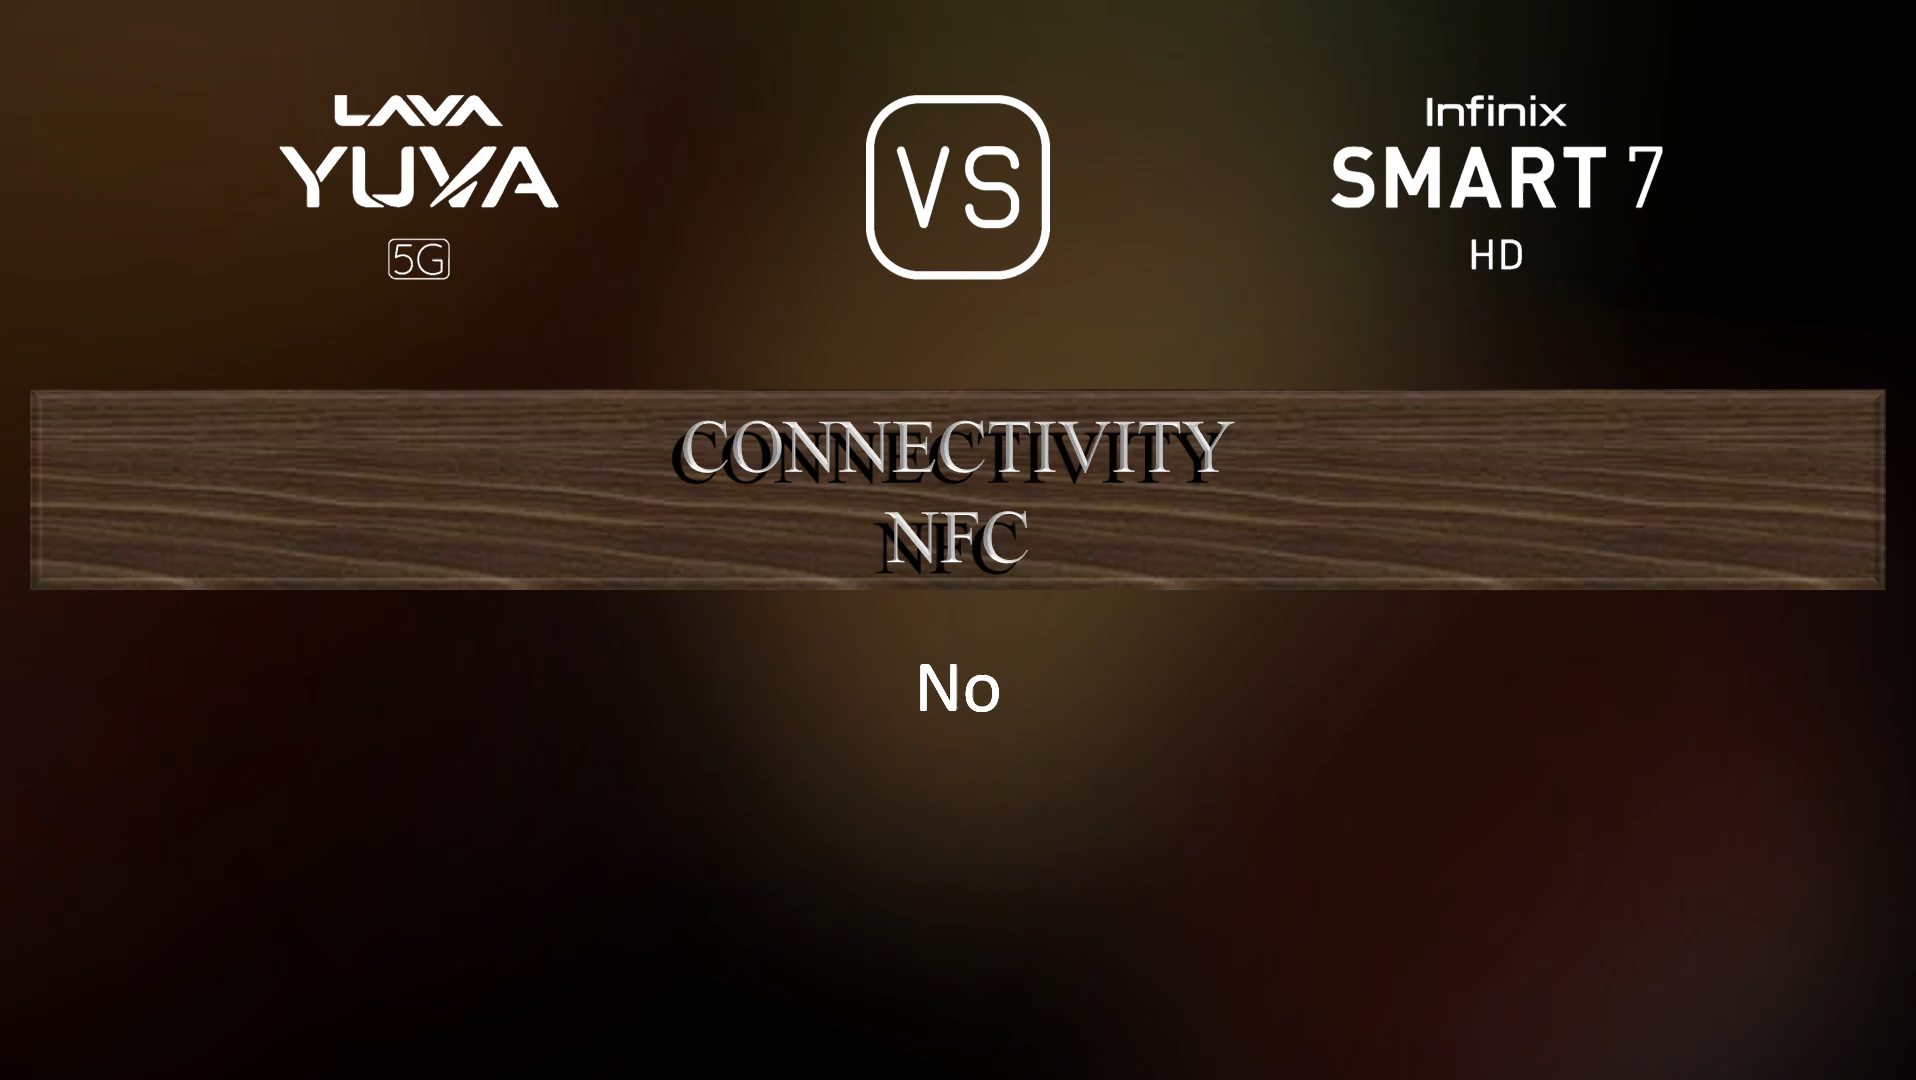 LAVA
YUVA
5G
VS
Infinix
SMART 7
HD
CONNECTIVITY
NFC
No